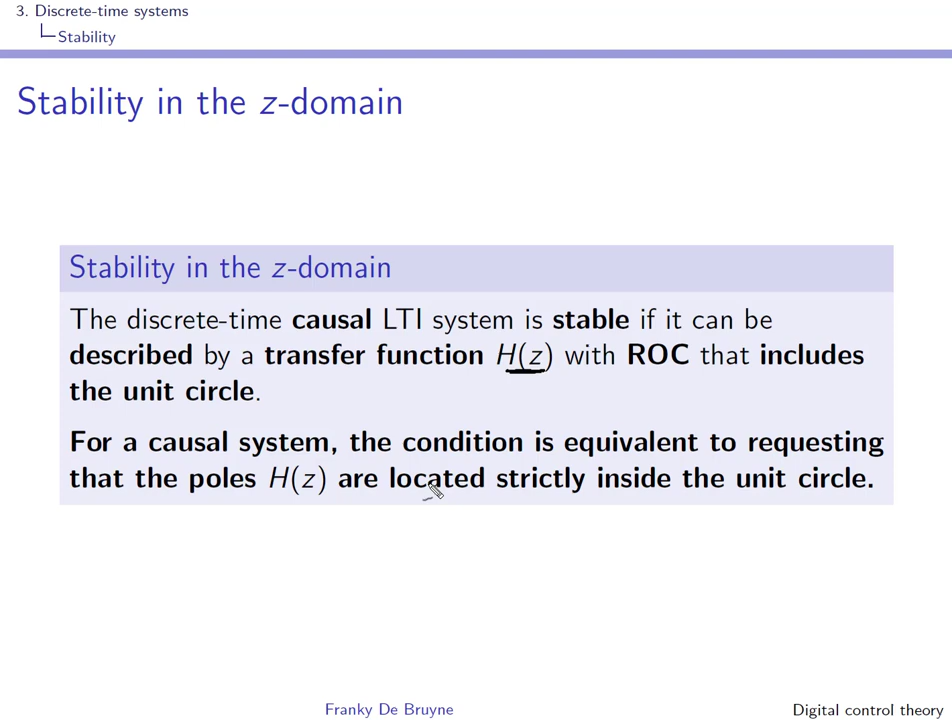 3. Discrete-time systems
Stability
Stability in the z-domain
Stability in the z-domain
The discrete-time causal LTI system is stable if it can be
described by a transfer function H(z) with ROC that includes
the unit circle.
For a causal system, the condition is equivalent to requesting
that the poles H(z) are located strictly inside the unit circle.
Franky De Bruyne
Digital control theory